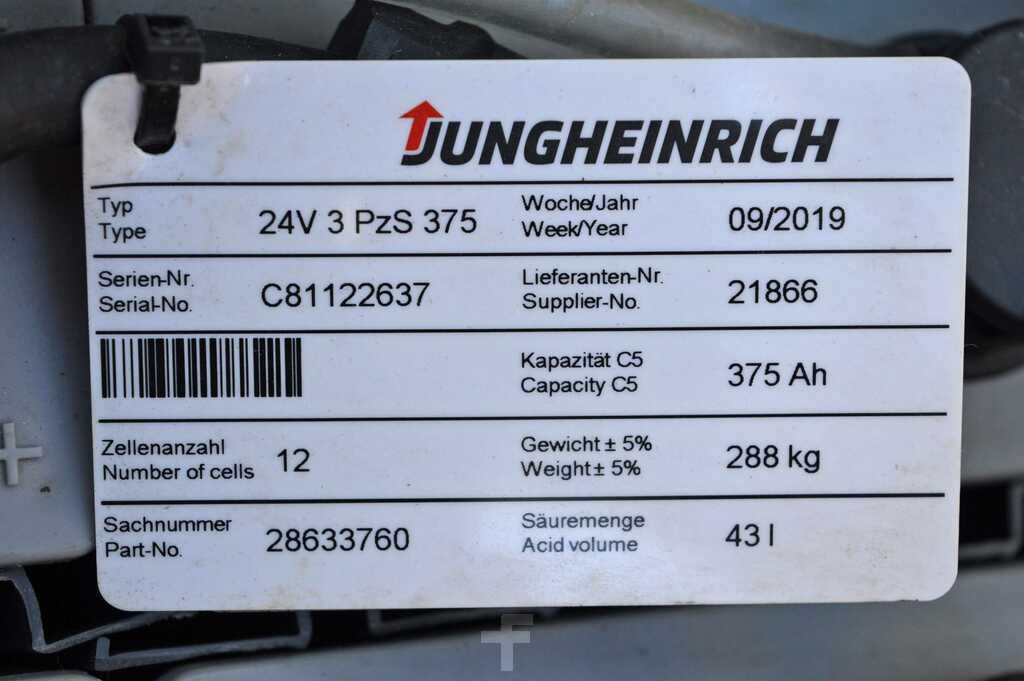 JUNGHEINRICH
Typ
Type
24V 3 PzS 375
Woche/Jahr
Week/Year
09/2019
Serien-Nr.
Serial-No.
C81122637
Lieferanten-Nr.
Supplier-No.
21866
Kapazität C5
Capacity C5
375 Ah
Zellenanzahl
Number of cells
12
Gewicht ± 5%
Weight ± 5%
288 kg
Sachnummer
Part-No.
28633760
Säuremenge
Acid volume
43 l
+